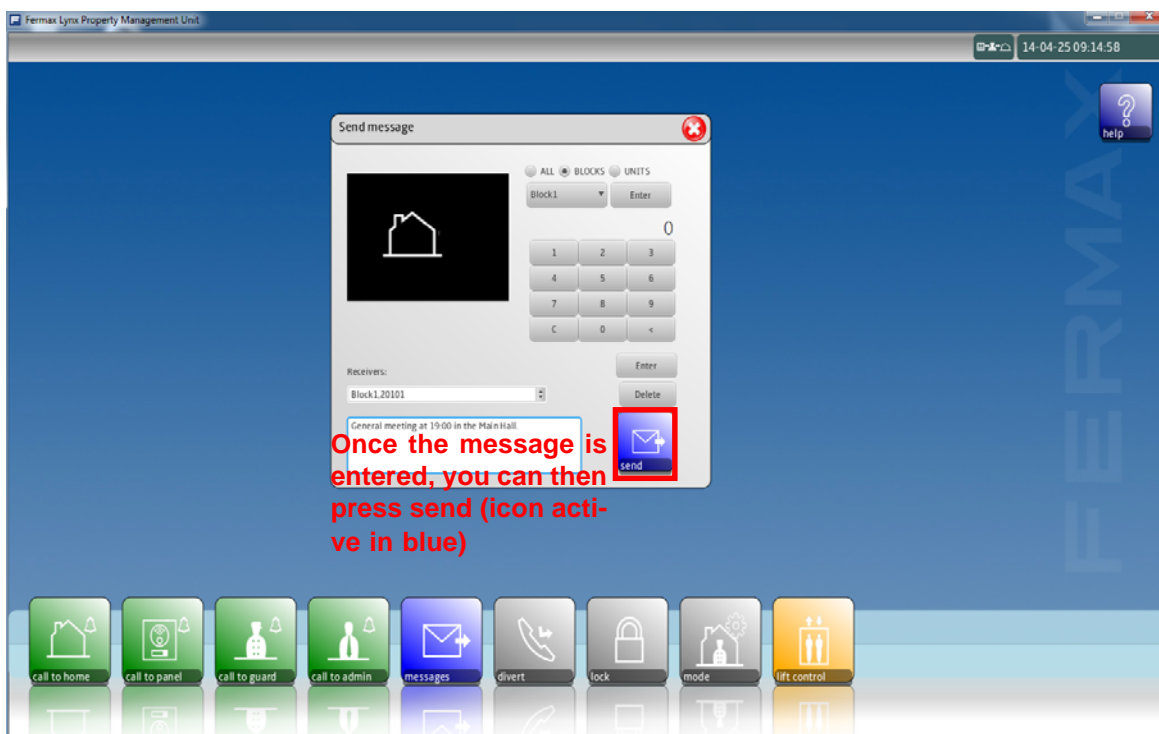 Fermax Lynx Property Management Unit
14-04-25 09.14.58
help
FERMAX
Send message
ALL BLOCKS UNITS
Block1 Enter
0
1 2 3
4 5 6
7 8 9
C 0 <
Enter
Receivers:
Block1,20101
Delete
General meeting at 19:00 in the Main Hall.
send
Once the message is
entered, you can then
press send (icon acti-
ve in blue)
call to home call to panel call to guard call to admin messages divert lock mode lift control